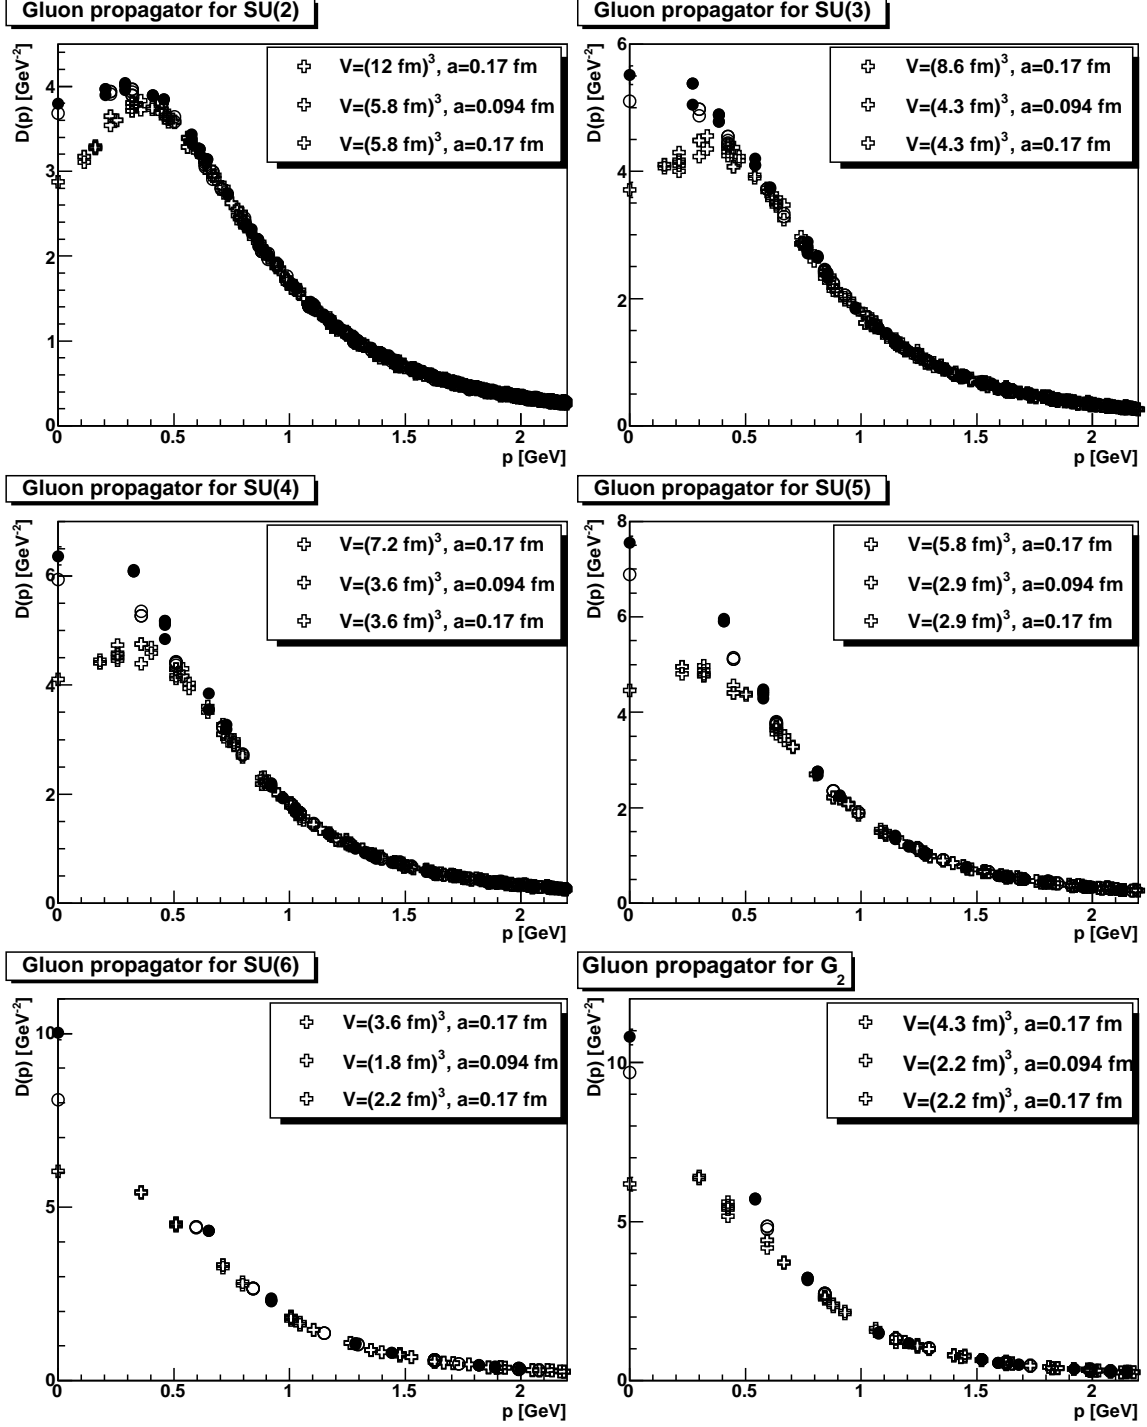 Gluon propagator for SU(2)
D(p) [GeV⁻²]
V=(12 fm)³, a=0.17 fm
V=(5.8 fm)³, a=0.094 fm
V=(5.8 fm)³, a=0.17 fm
4
3
2
1
0
0 0.5 1 1.5 2
p [GeV]
Gluon propagator for SU(3)
D(p) [GeV⁻²]
V=(8.6 fm)³, a=0.17 fm
V=(4.3 fm)³, a=0.094 fm
V=(4.3 fm)³, a=0.17 fm
6
4
2
0
0 0.5 1 1.5 2
p [GeV]
Gluon propagator for SU(4)
D(p) [GeV⁻²]
V=(7.2 fm)³, a=0.17 fm
V=(3.6 fm)³, a=0.094 fm
V=(3.6 fm)³, a=0.17 fm
6
4
2
0
0 0.5 1 1.5 2
p [GeV]
Gluon propagator for SU(5)
D(p) [GeV⁻²]
V=(5.8 fm)³, a=0.17 fm
V=(2.9 fm)³, a=0.094 fm
V=(2.9 fm)³, a=0.17 fm
8
6
4
2
0
0 0.5 1 1.5 2
p [GeV]
Gluon propagator for SU(6)
D(p) [GeV⁻²]
V=(3.6 fm)³, a=0.17 fm
V=(1.8 fm)³, a=0.094 fm
V=(2.2 fm)³, a=0.17 fm
10
5
0
0 0.5 1 1.5 2
p [GeV]
Gluon propagator for G₂
D(p) [GeV⁻²]
V=(4.3 fm)³, a=0.17 fm
V=(2.2 fm)³, a=0.094 fm
V=(2.2 fm)³, a=0.17 fm
10
5
0
0 0.5 1 1.5 2
p [GeV]